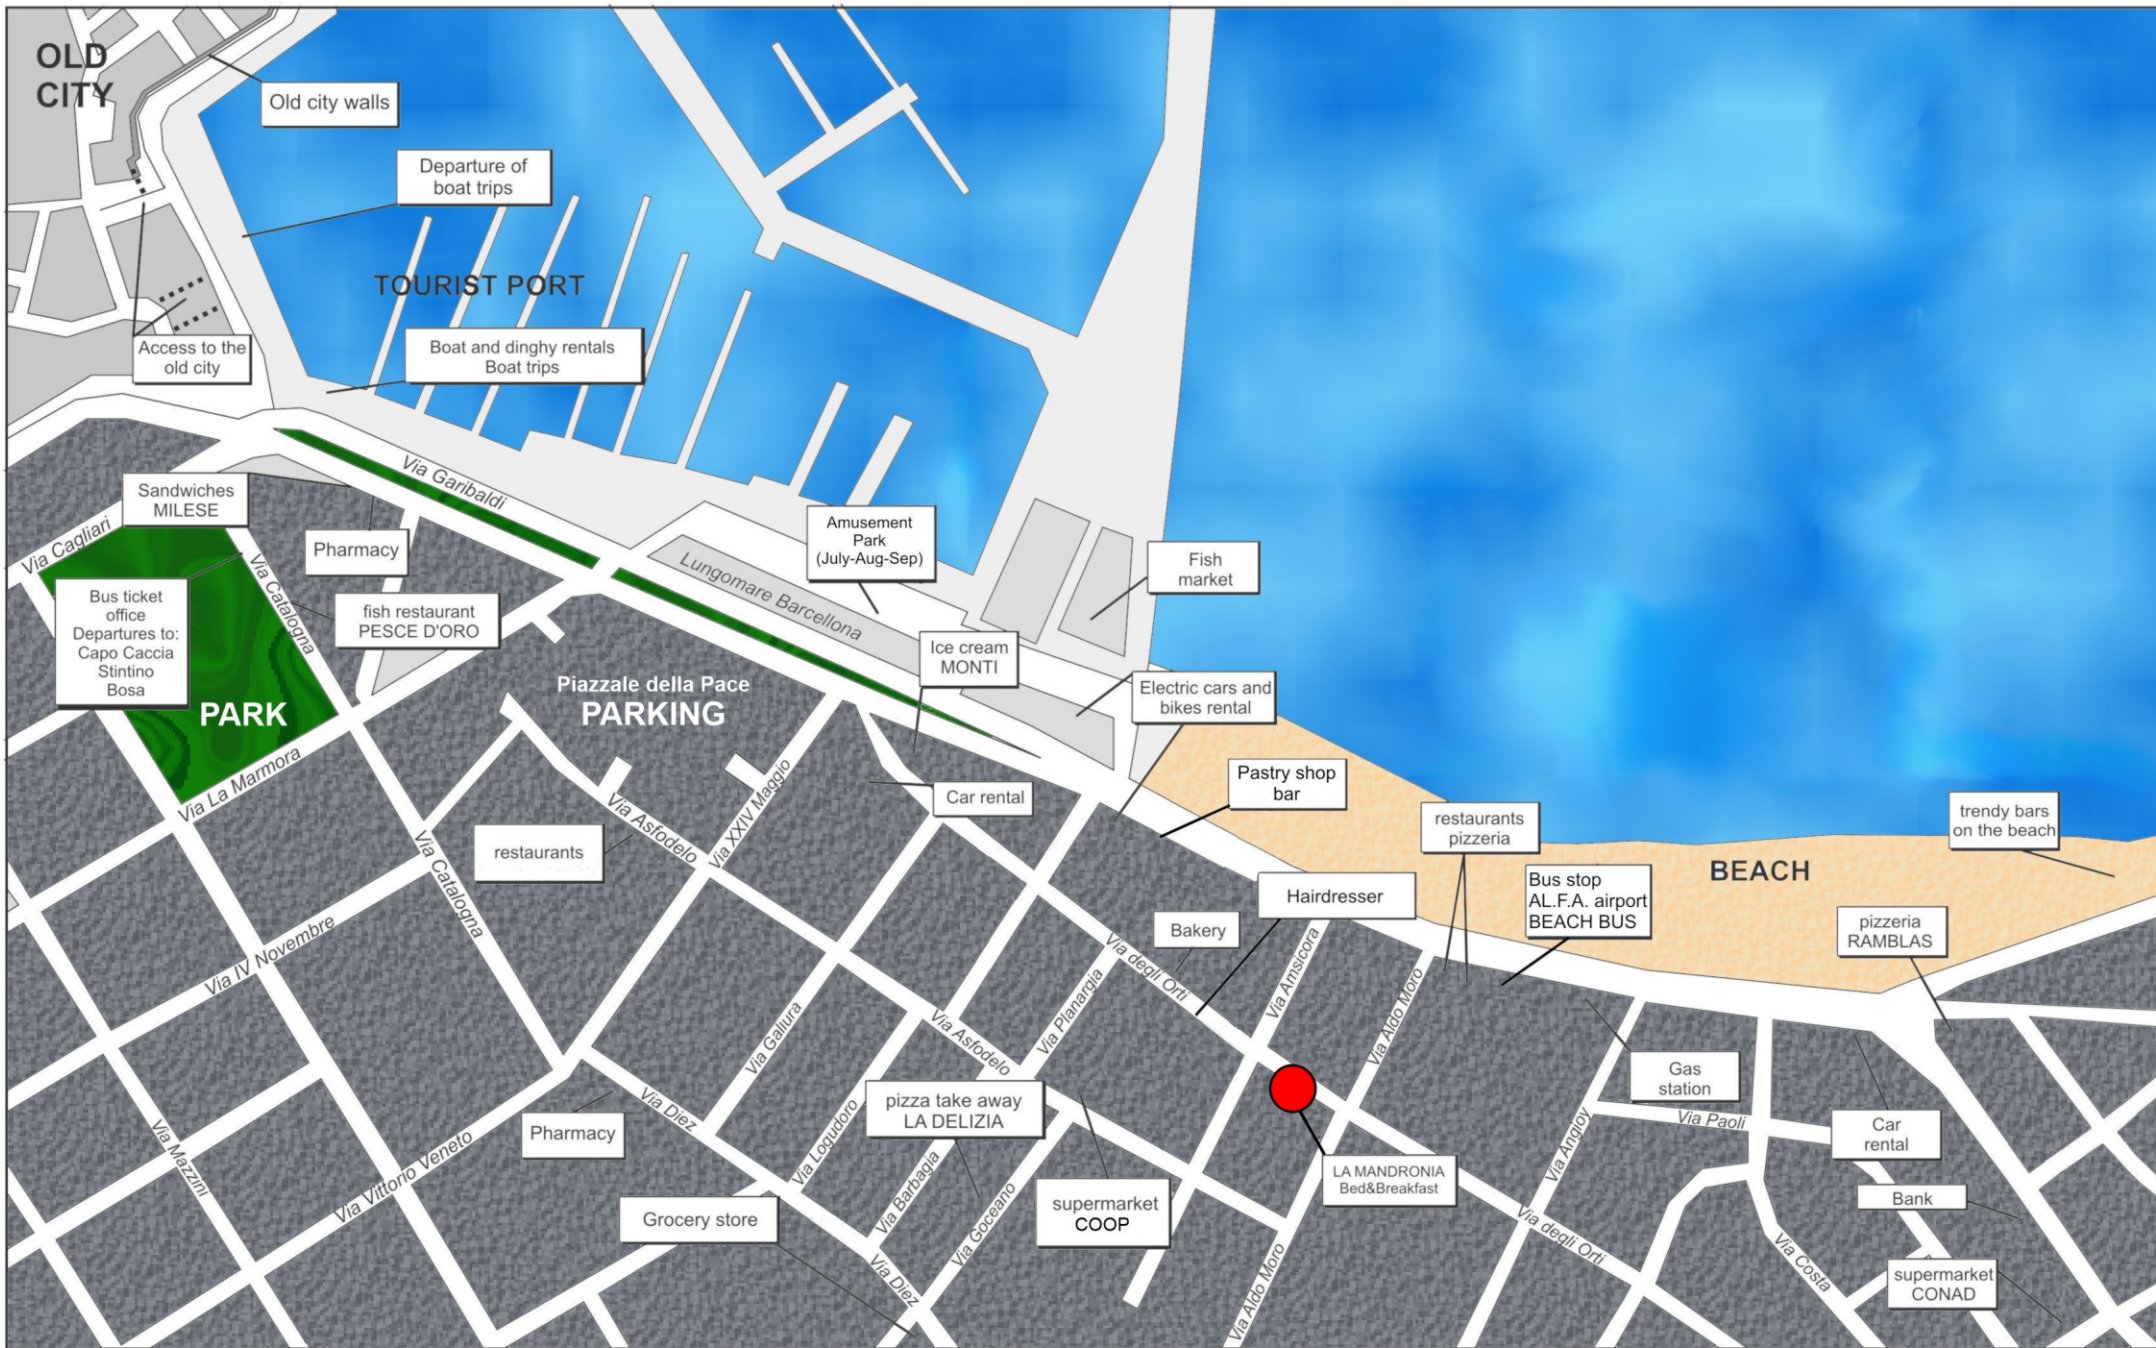 OLD
CITY
Old city walls
Departure of
boat trips
TOURIST PORT
Boat and dinghy rentals
Boat trips
Access to the
old city
Via Garibaldi
Sandwiches
MILESE
Via Cagliari
Pharmacy
Amusement
Park
(July-Aug-Sep)
Lungomare Barcellona
Fish
market
Bus ticket
office
Departures to:
Capo Caccia
Stintino
Bosa
Via Catalogna
fish restaurant
PESCE D'ORO
Ice cream
MONTI
Electric cars and
bikes rental
PARK
Piazzale della Pace
PARKING
Via La Marmora
Car rental
Pastry shop
bar
restaurants
pizzeria
trendy bars
on the beach
Via Asfodelo
Via XXIV Maggio
restaurants
Via Catalogna
BEACH
Hairdresser
Bus stop
AL.F.A. airport
BEACH BUS
pizzeria
RAMBLAS
Bakery
Via IV Novembre
Via degli Orti
Via Amsicora
Via Aldo Moro
Via Planargia
Via Gallura
Via Asfodelo
Gas
station
Via Paoli
Car
rental
pizza take away
LA DELIZIA
Via Diez
Pharmacy
Via Logudoro
Via Mazzini
Via Vittorio Veneto
Via Barbagia
Via Goceano
supermarket
COOP
LA MANDRONIA
Bed&Breakfast
Via Angioy
Bank
Grocery store
Via degli Orti
Via Costa
Via Diez
Via Aldo Moro
supermarket
CONAD